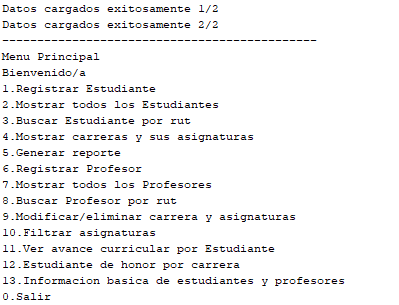 Datos cargados exitosamente 1/2
Datos cargados exitosamente 2/2
---------------------------------------------
Menu Principal
Bienvenido/a
1.Registrar Estudiante
2.Mostrar todos los Estudiantes
3.Buscar Estudiante por rut
4.Mostrar carreras y sus asignaturas
5.Generar reporte
6.Registrar Profesor
7.Mostrar todos los Profesores
8.Buscar Profesor por rut
9.Modificar/eliminar carrera y asignaturas
10.Filtrar asignaturas
11.Ver avance curricular por Estudiante
12.Estudiante de honor por carrera
13.Informacion basica de estudiantes y profesores
0.Salir